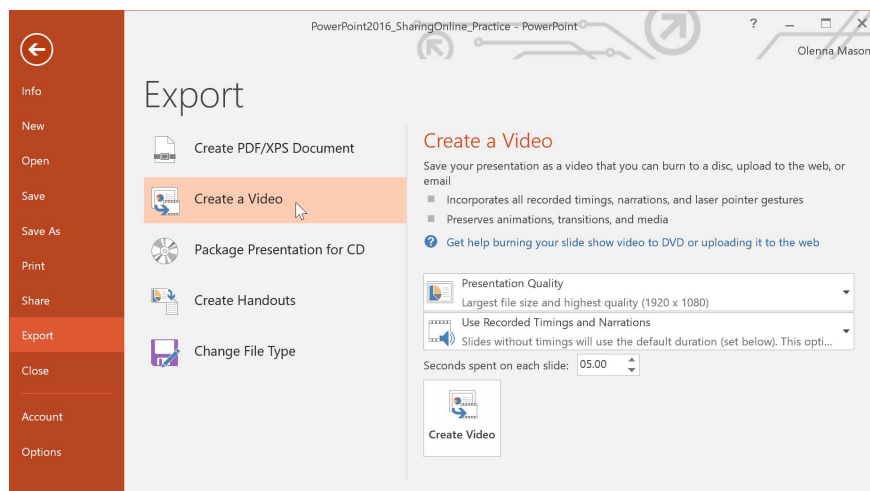 PowerPoint2016_SharingOnline_Practice - PowerPoint
?
Olenna Mason
Info
New
Open
Save
Save As
Print
Share
Export
Close
Account
Options
Export
Create PDF/XPS Document
Create a Video
Package Presentation for CD
Create Handouts
Change File Type
Create a Video
Save your presentation as a video that you can burn to a disc, upload to the web, or
email
Incorporates all recorded timings, narrations, and laser pointer gestures
Preserves animations, transitions, and media
? Get help burning your slide show video to DVD or uploading it to the web
Presentation Quality
Largest file size and highest quality (1920 x 1080)
Use Recorded Timings and Narrations
Slides without timings will use the default duration (set below). This opti...
Seconds spent on each slide: 05.00
Create Video